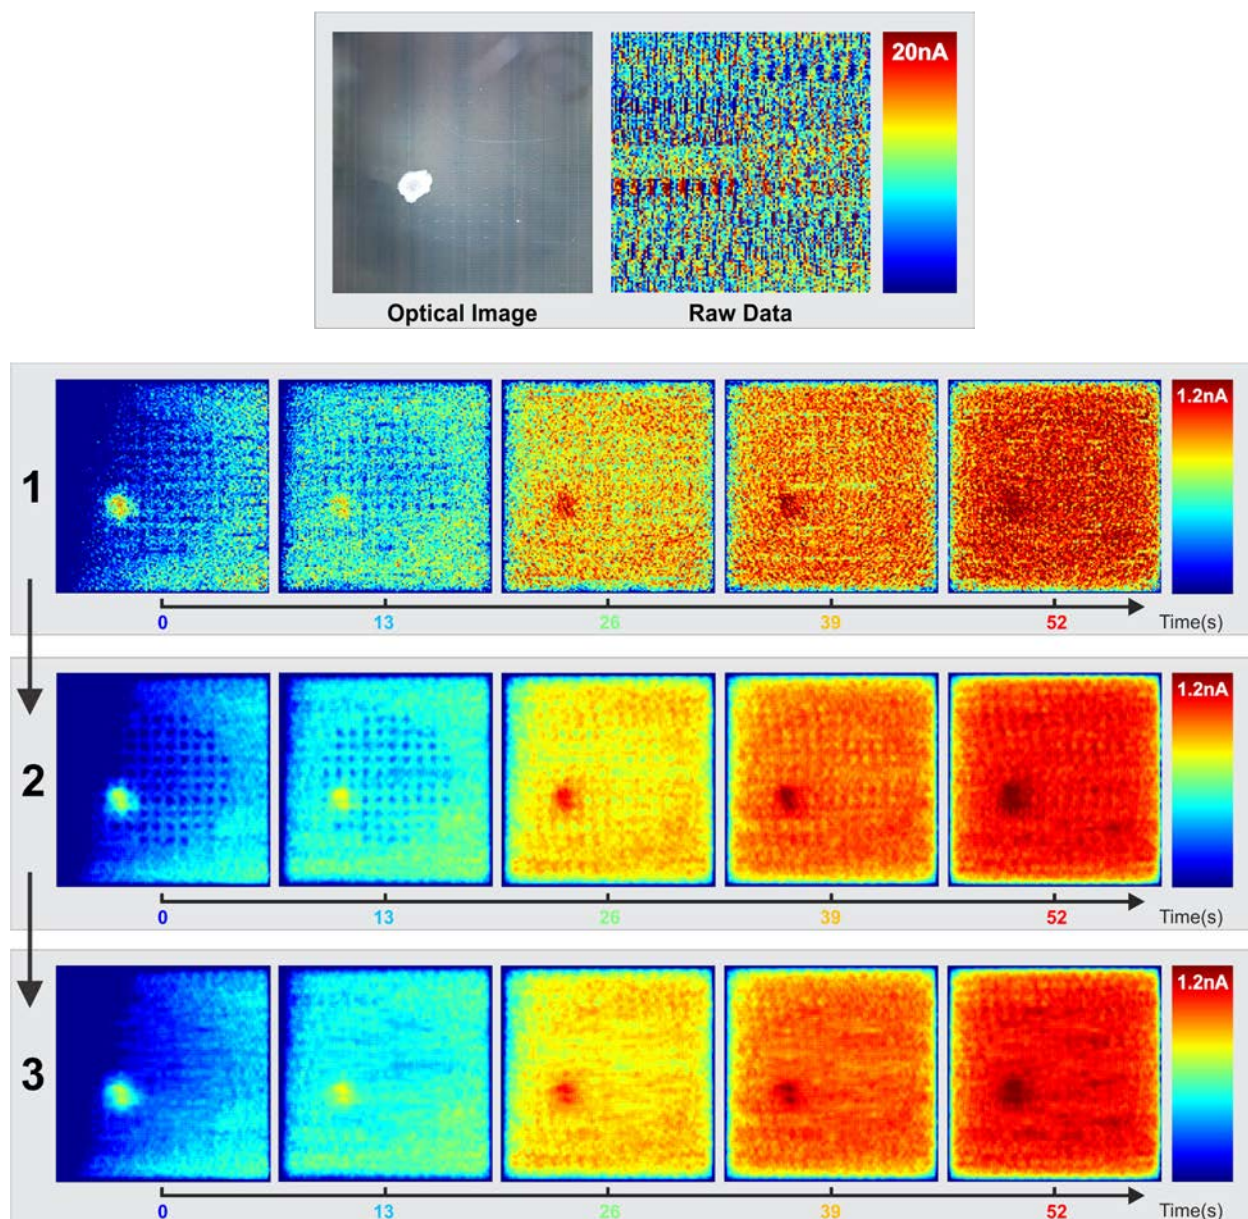 20nA
Optical Image
Raw Data
1
1.2nA
0 13 26 39 52 Time(s)
2
1.2nA
0 13 26 39 52 Time(s)
3
1.2nA
0 13 26 39 52 Time(s)